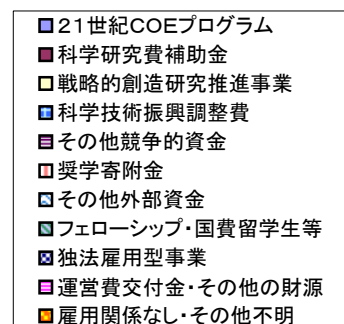 21世紀COEプログラム
科学研究費補助金
戦略的創造研究推進事業
科学技術振興調整費
その他競争的資金
奨学寄附金
その他外部資金
フェローシップ・国費留学生等
独法雇用型事業
運営費交付金・その他の財源
雇用関係なし・その他不明